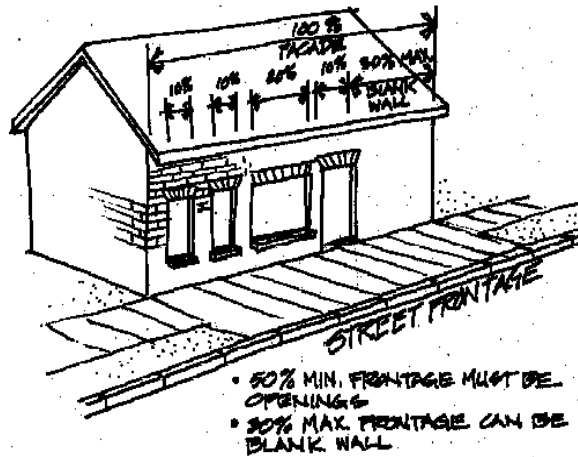 100%
FACADE
10% 10% 20% 10% 30% MAX.
BLANK
WALL
STREET FRONTAGE
• 50% MIN. FRONTAGE MUST BE
OPENINGS
• 30% MAX. FRONTAGE CAN BE
BLANK WALL